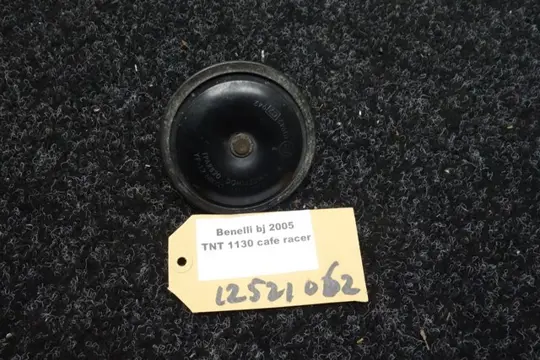 Benelli bj 2005
TNT 1130 cafe racer
12521062